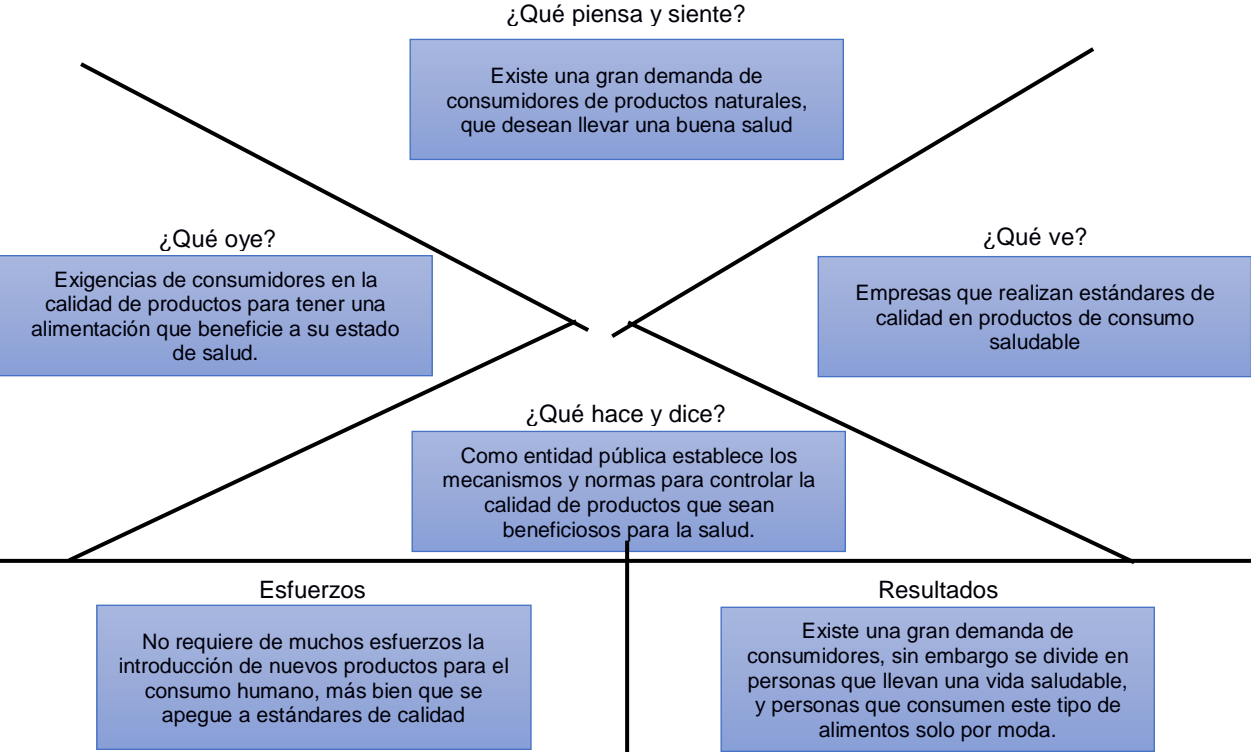 ¿Qué piensa y siente?
Existe una gran demanda de
consumidores de productos naturales,
que desean llevar una buena salud
¿Qué oye?
Exigencias de consumidores en la
calidad de productos para tener una
alimentación que beneficie a su estado
de salud.
¿Qué ve?
Empresas que realizan estándares de
calidad en productos de consumo
saludable
¿Qué hace y dice?
Como entidad pública establece los
mecanismos y normas para controlar la
calidad de productos que sean
beneficiosos para la salud.
Esfuerzos
No requiere de muchos esfuerzos la
introducción de nuevos productos para el
consumo humano, más bien que se
apegue a estándares de calidad
Resultados
Existe una gran demanda de
consumidores, sin embargo se divide en
personas que llevan una vida saludable,
y personas que consumen este tipo de
alimentos solo por moda.